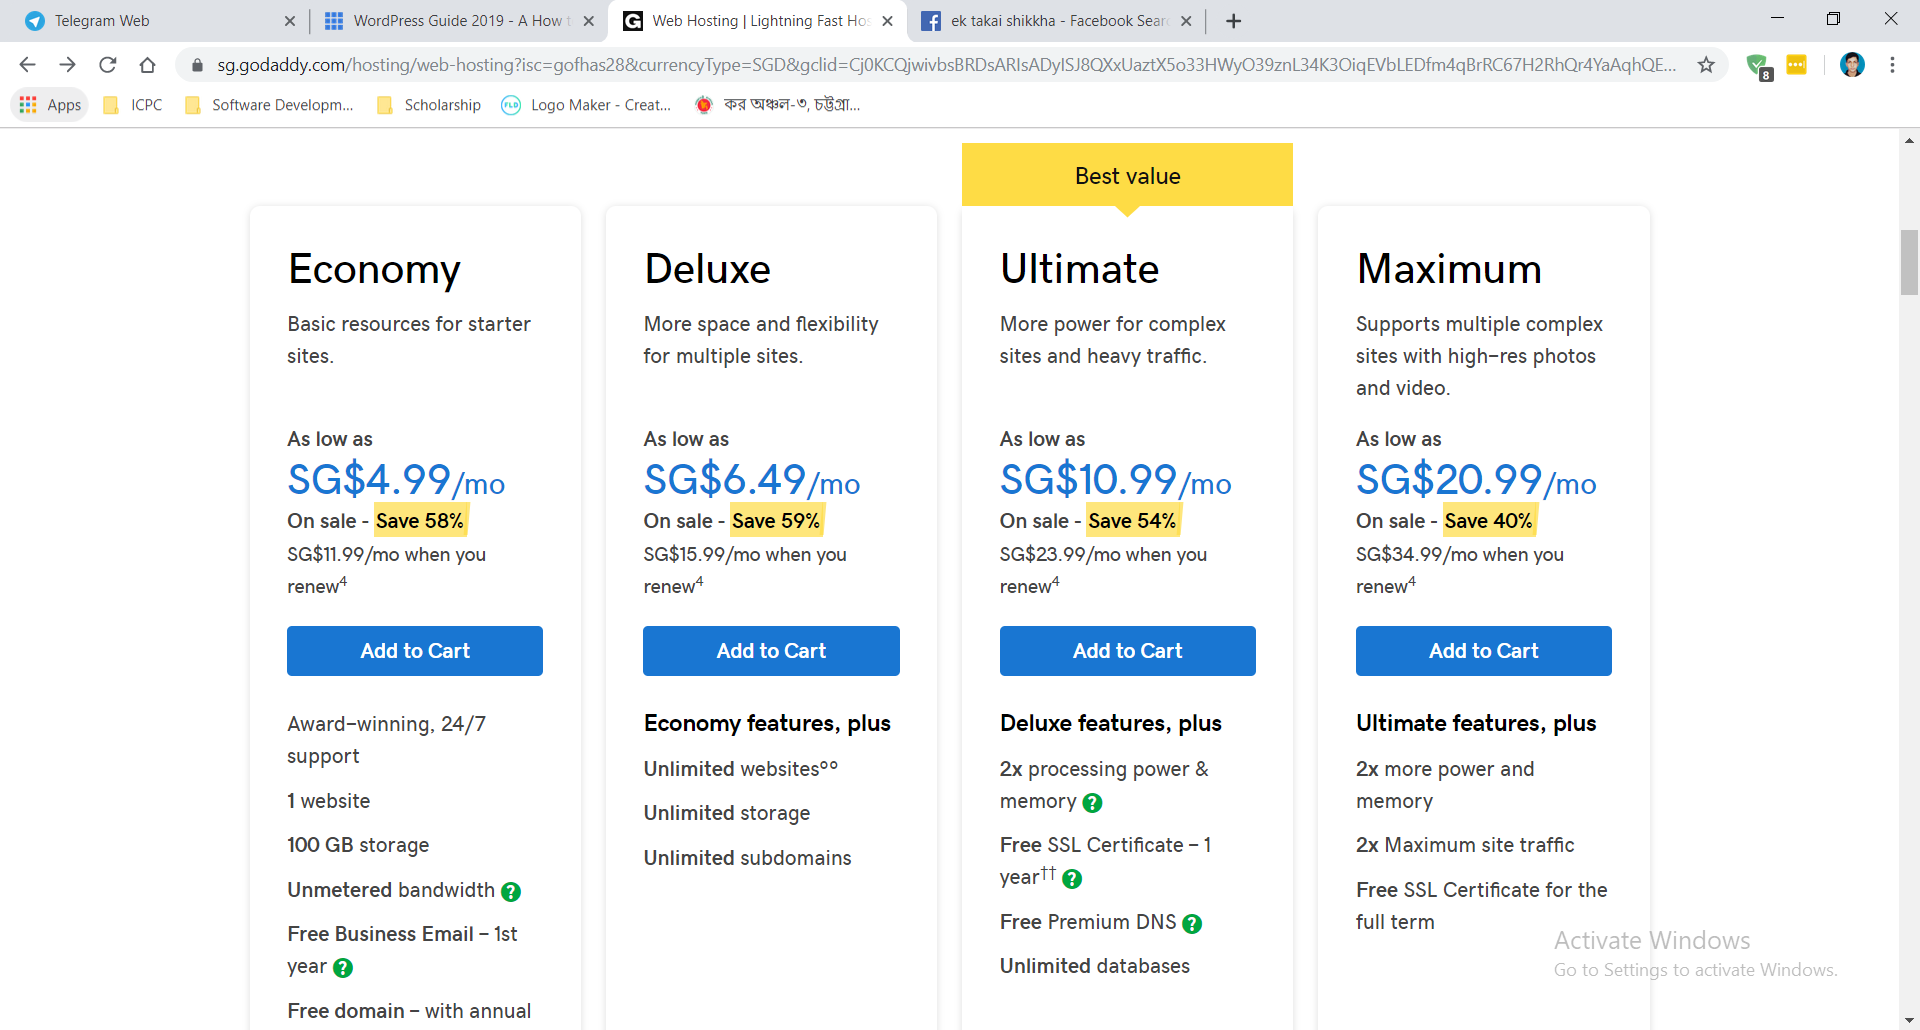 Telegram Web
WordPress Guide 2019 - A How t
Web Hosting | Lightning Fast Hos
ek takai shikkha - Facebook Sear
sg.godaddy.com/hosting/web-hosting?isc=gofhas28&currencyType=SGD&gclid=Cj0KCQjwivbsBRDsARIsADyISJ8QXxUaztX5o33HWyO39znL34K3OiqEVbLEDfm4qBrRC67H2RhQr4YaAqhQE...
8
Apps
ICPC
Software Developm...
Scholarship
FLD
Logo Maker - Creat...
কর অঞ্চল-৩, চট্টগ্রা...
Best value
Economy
Basic resources for starter
sites.
As low as
SG$4.99/mo
On sale - Save 58%
SG$11.99/mo when you
renew4
Add to Cart
Award-winning, 24/7
support
1 website
100 GB storage
Unmetered bandwidth ?
Free Business Email – 1st
year ?
Free domain – with annual
Deluxe
More space and flexibility
for multiple sites.
As low as
SG$6.49/mo
On sale - Save 59%
SG$15.99/mo when you
renew4
Add to Cart
Economy features, plus
Unlimited websites°°
Unlimited storage
Unlimited subdomains
Ultimate
More power for complex
sites and heavy traffic.
As low as
SG$10.99/mo
On sale - Save 54%
SG$23.99/mo when you
renew4
Add to Cart
Deluxe features, plus
2x processing power &
memory ?
Free SSL Certificate – 1
year†† ?
Free Premium DNS ?
Unlimited databases
Maximum
Supports multiple complex
sites with high-res photos
and video.
As low as
SG$20.99/mo
On sale - Save 40%
SG$34.99/mo when you
renew4
Add to Cart
Ultimate features, plus
2x more power and
memory
2x Maximum site traffic
Free SSL Certificate for the
full term
Activate Windows
Go to Settings to activate Windows.